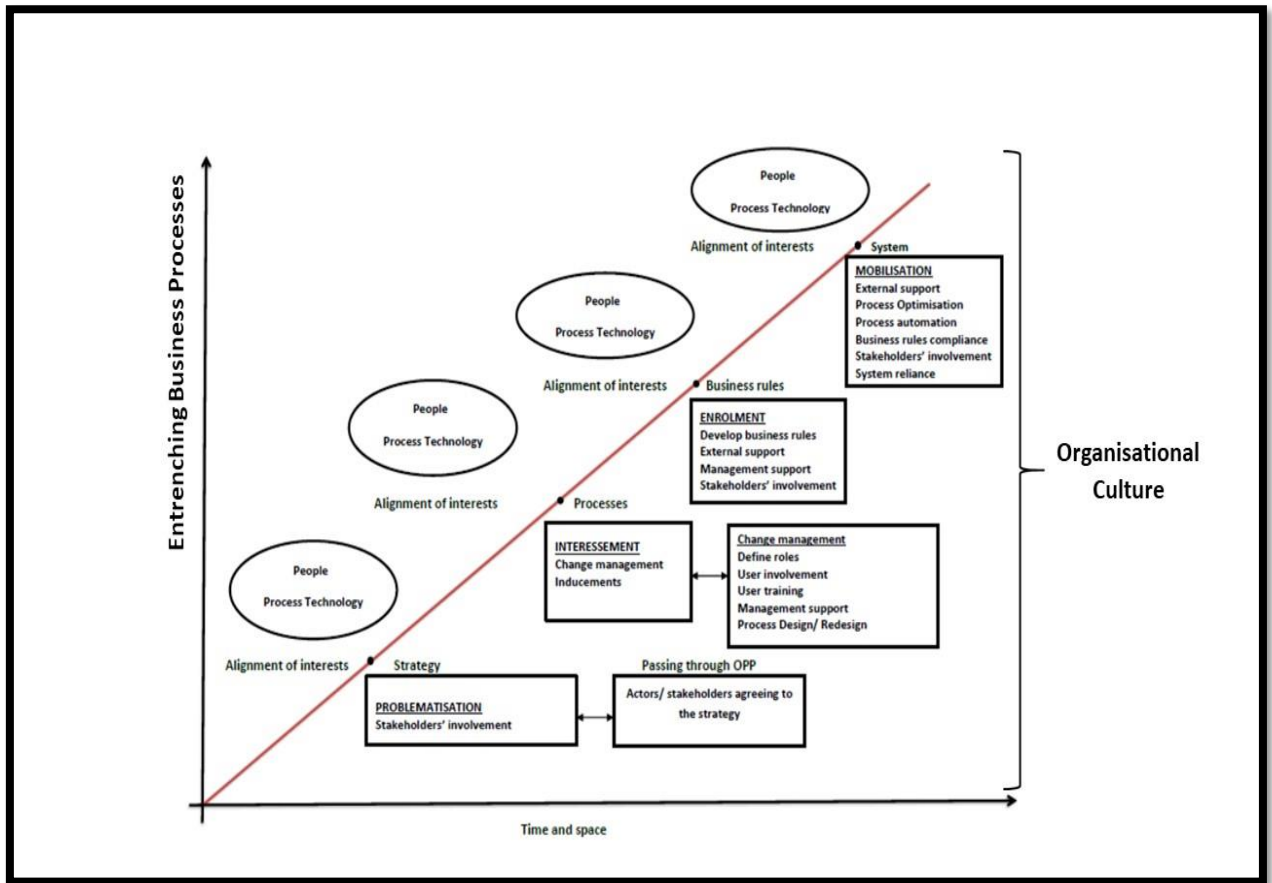 Entrenching Business Processes
People
Process Technology
Alignment of interests
System
MOBILISATION
External support
Process Optimisation
Process automation
Business rules compliance
Stakeholders' involvement
System reliance
People
Process Technology
Alignment of interests
Business rules
ENROLMENT
Develop business rules
External support
Management support
Stakeholders' involvement
People
Process Technology
Alignment of interests
Processes
INTERESSEMENT
Change management
Inducements
Change management
Define roles
User involvement
User training
Management support
Process Design/ Redesign
People
Process Technology
Alignment of interests
Strategy
PROBLEMATISATION
Stakeholders' involvement
Passing through OPP
Actors/ stakeholders agreeing to
the strategy
Organisational
Culture
Time and space